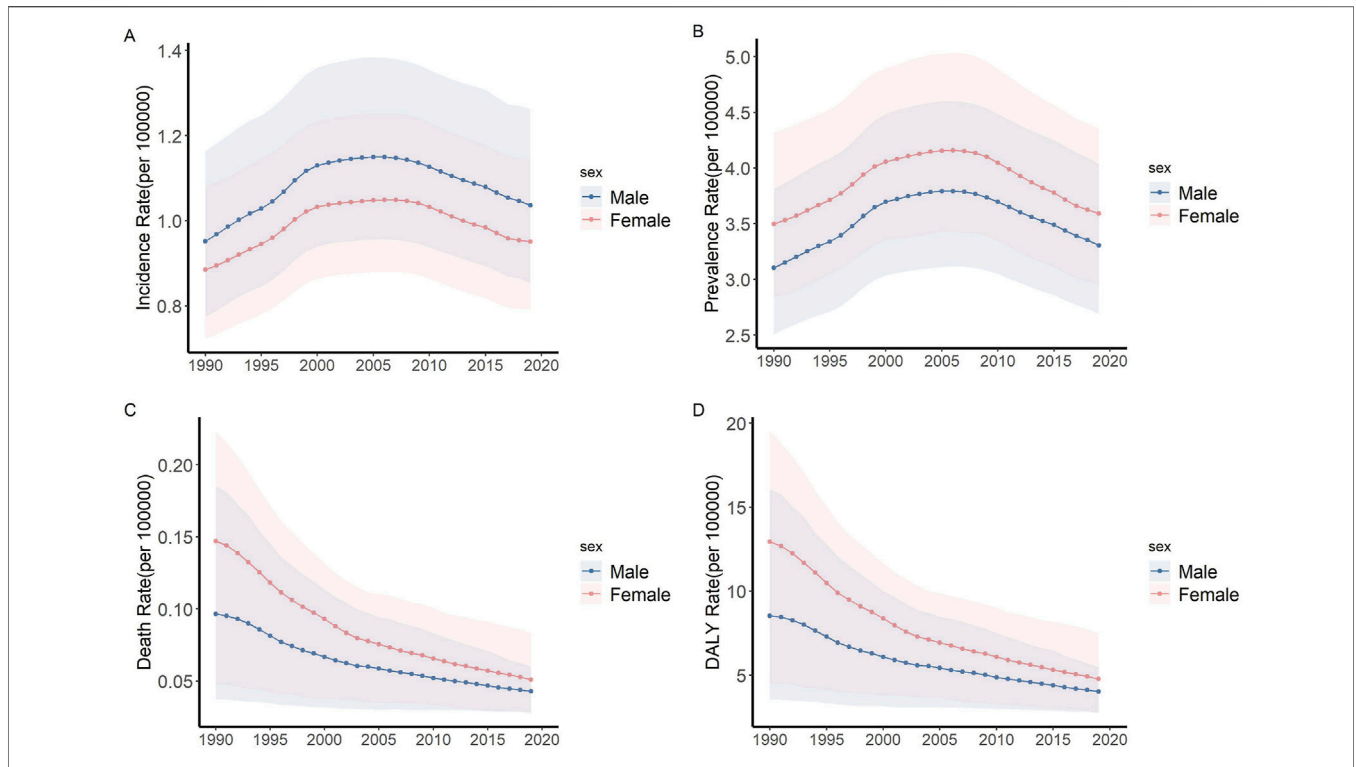 A
Incidence Rate(per 100000)
1.4
1.2
1.0
0.8
1990 1995 2000 2005 2010 2015 2020
sex
Male
Female
B
Prevalence Rate(per 100000)
5.0
4.5
4.0
3.5
3.0
2.5
1990 1995 2000 2005 2010 2015 2020
sex
Male
Female
C
Death Rate(per 100000)
0.20
0.15
0.10
0.05
1990 1995 2000 2005 2010 2015 2020
sex
Male
Female
D
DALY Rate(per 100000)
20
15
10
5
1990 1995 2000 2005 2010 2015 2020
sex
Male
Female